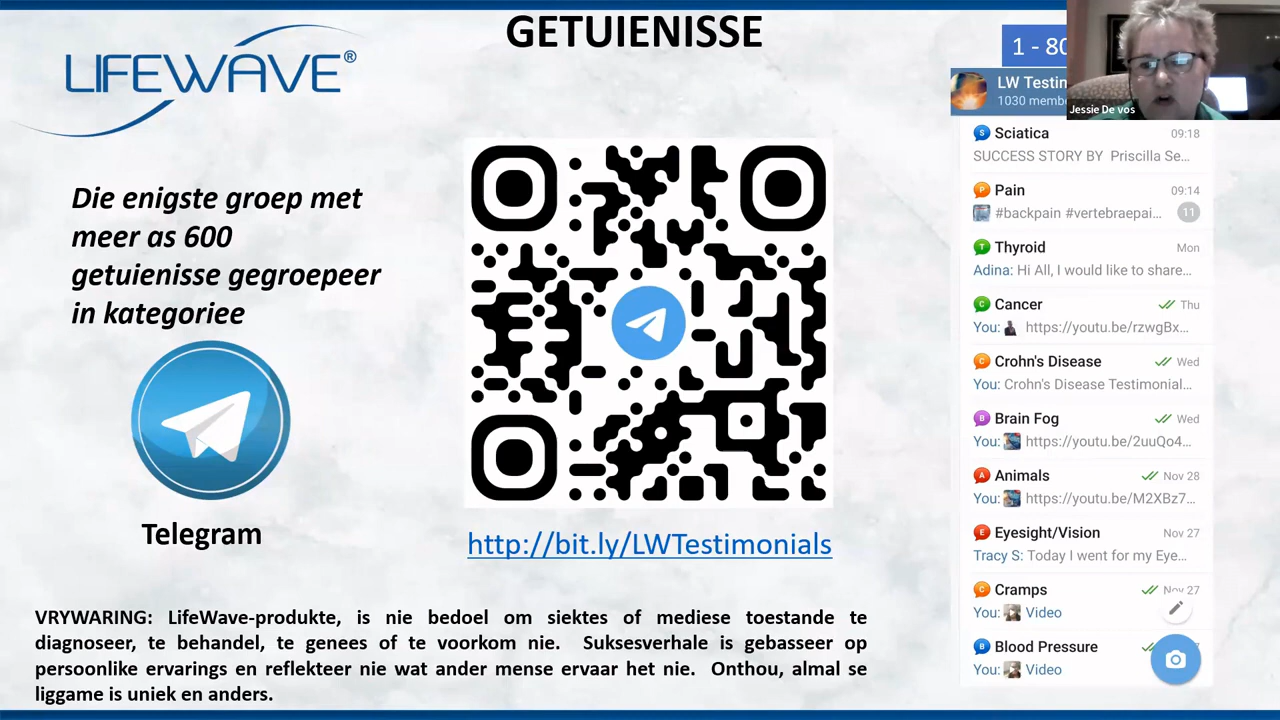 GETUIENISSE
LIFEWAVE®
Die enigste groep met
meer as 600
getuienisse gegroepeer
in kategoriee
Telegram
http://bit.ly/LWTestimonials
VRYWARING: LifeWave-produkte, is nie bedoel om siektes of mediese toestande te
diagnoseer, te behandel, te genees of te voorkom nie. Suksesverhale is gebasseer op
persoonlike ervarings en reflekteer nie wat ander mense ervaar het nie. Onthou, almal se
liggame is uniek en anders.
1 - 80
LW Testin
1030 memb
Jessie De vos
S Sciatica 09:18
SUCCESS STORY BY Priscilla Se...
P Pain 09:14
#backpain #vertebraepai... 11
T Thyroid Mon
Adina: Hi All, I would like to share...
C Cancer Thu
You: https://youtu.be/rzwgBx...
C Crohn's Disease Wed
You: Crohn's Disease Testimonial...
B Brain Fog Wed
You: https://youtu.be/2uuQo4...
A Animals Nov 28
You: https://youtu.be/M2XBz7...
E Eyesight/Vision Nov 27
Tracy S: Today I went for my Eye...
C Cramps Nov 27
You: Video
B Blood Pressure
You: Video